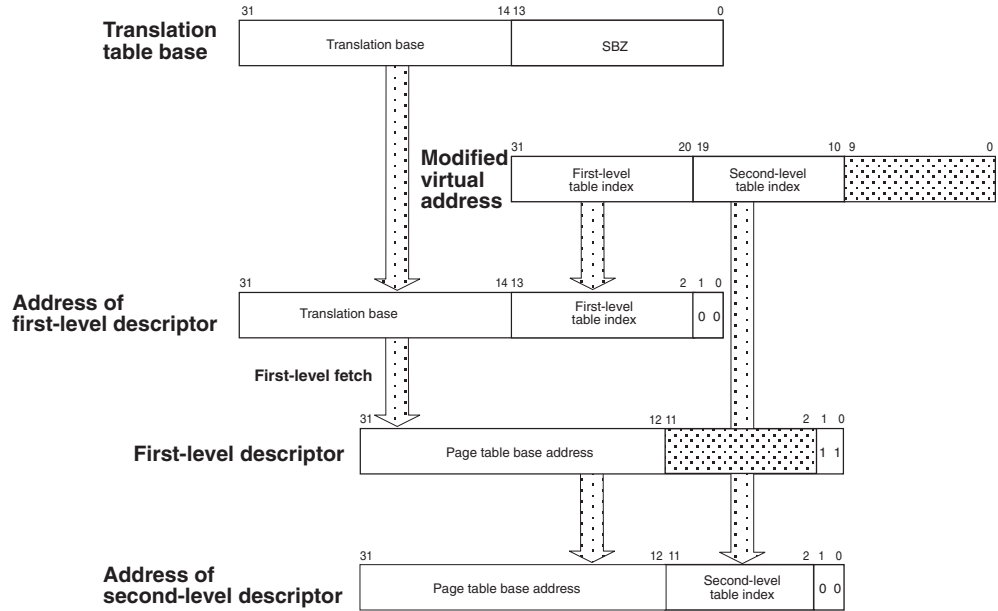 31 14 13 0
Translation
table base
Translation base
SBZ
31 20 19 10 9 0
Modified
virtual
address
First-level
table index
Second-level
table index
31 14 13 2 1 0
Address of
first-level descriptor
Translation base
First-level
table index
0 0
First-level fetch
31 12 11 2 1 0
First-level descriptor
Page table base address
1 1
31 12 11 2 1 0
Address of
second-level descriptor
Page table base address
Second-level
table index
0 0